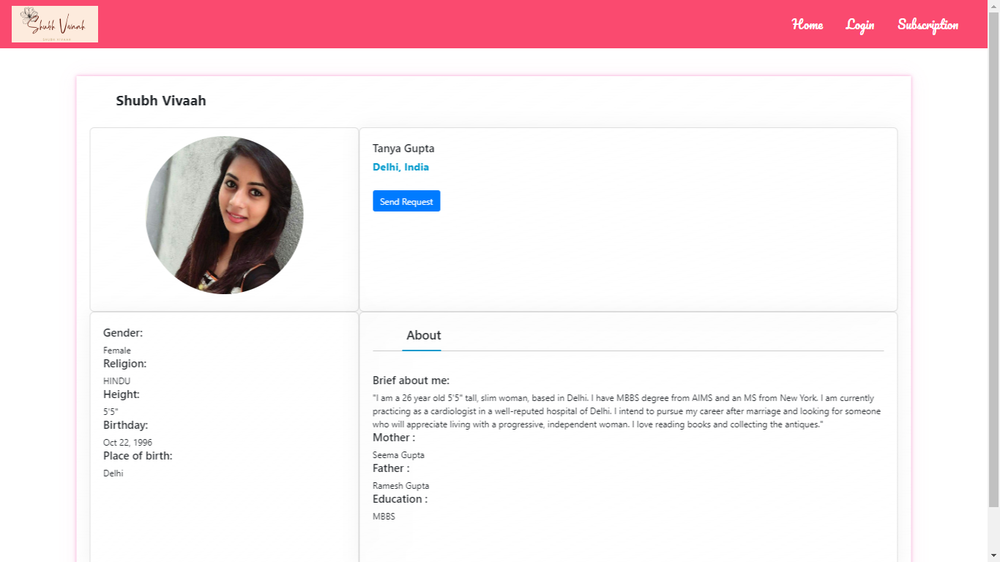 Shubh Vivaah
SHUBH VIVAAH
Home Login Subscription
Shubh Vivaah
Tanya Gupta
Delhi, India
Send Request
Gender:
Female
Religion:
HINDU
Height:
5'5"
Birthday:
Oct 22, 1996
Place of birth:
Delhi
About
Brief about me:
"I am a 26 year old 5'5" tall, slim woman, based in Delhi. I have MBBS degree from AIMS and an MS from New York. I am currently
practicing as a cardiologist in a well-reputed hospital of Delhi. I intend to pursue my career after marriage and looking for someone
who will appreciate living with a progressive, independent woman. I love reading books and collecting the antiques."
Mother :
Seema Gupta
Father :
Ramesh Gupta
Education :
MBBS